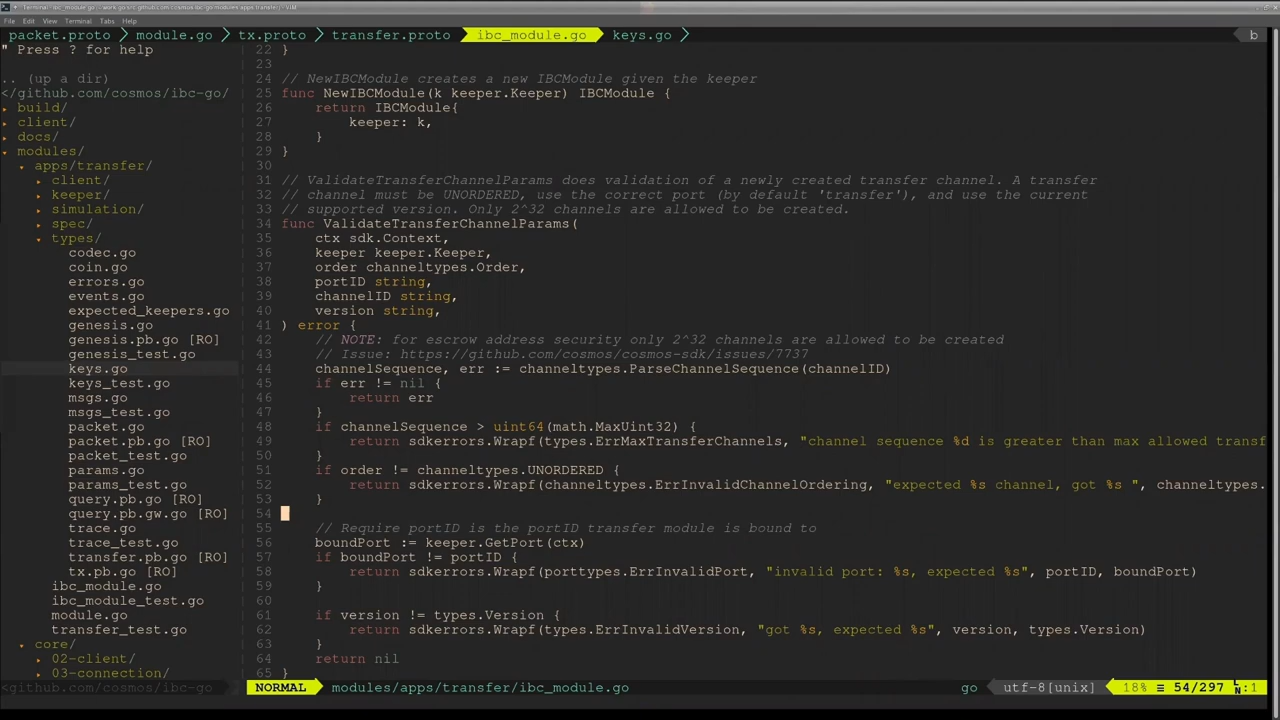 File Edit View Terminal Tabs Help
packet.proto module.go tx.proto transfer.proto ibc_module.go keys.go b
" Press ? for help
.. (up a dir)
</github.com/cosmos/ibc-go/
build/
client/
docs/
modules/
apps/transfer/
client/
keeper/
simulation/
spec/
types/
codec.go
coin.go
errors.go
events.go
expected_keepers.go
genesis.go
genesis.pb.go [RO]
genesis_test.go
keys.go
keys_test.go
msgs.go
msgs_test.go
packet.go
packet.pb.go [RO]
packet_test.go
params.go
params_test.go
query.pb.go [RO]
query.pb.gw.go [RO]
trace.go
trace_test.go
transfer.pb.go [RO]
tx.pb.go [RO]
ibc_module.go
ibc_module_test.go
module.go
transfer_test.go
core/
02-client/
03-connection/
<github.com/cosmos/ibc-go
22 }
23
24 // NewIBCModule creates a new IBCModule given the keeper
25 func NewIBCModule(k keeper.Keeper) IBCModule {
26 return IBCModule{
27 keeper: k,
28 }
29 }
30
31 // ValidateTransferChannelParams does validation of a newly created transfer channel. A transfer
32 // channel must be UNORDERED, use the correct port (by default 'transfer'), and use the current
33 // supported version. Only 2^32 channels are allowed to be created.
34 func ValidateTransferChannelParams(
35 ctx sdk.Context,
36 keeper keeper.Keeper,
37 order channeltypes.Order,
38 portID string,
39 channelID string,
40 version string,
41 ) error {
42 // NOTE: for escrow address security only 2^32 channels are allowed to be created
43 // Issue: https://github.com/cosmos/cosmos-sdk/issues/7737
44 channelSequence, err := channeltypes.ParseChannelSequence(channelID)
45 if err != nil {
46 return err
47 }
48 if channelSequence > uint64(math.MaxUint32) {
49 return sdkerrors.Wrapf(types.ErrMaxTransferChannels, "channel sequence %d is greater than max allowed transf
50 }
51 if order != channeltypes.UNORDERED {
52 return sdkerrors.Wrapf(channeltypes.ErrInvalidChannelOrdering, "expected %s channel, got %s ", channeltypes.
53 }
54
55 // Require portID is the portID transfer module is bound to
56 boundPort := keeper.GetPort(ctx)
57 if boundPort != portID {
58 return sdkerrors.Wrapf(porttypes.ErrInvalidPort, "invalid port: %s, expected %s", portID, boundPort)
59 }
60
61 if version != types.Version {
62 return sdkerrors.Wrapf(types.ErrInvalidVersion, "got %s, expected %s", version, types.Version)
63 }
64 return nil
65 }
NORMAL modules/apps/transfer/ibc_module.go go utf-8[unix] 18% ≡ 54/297 LN:1